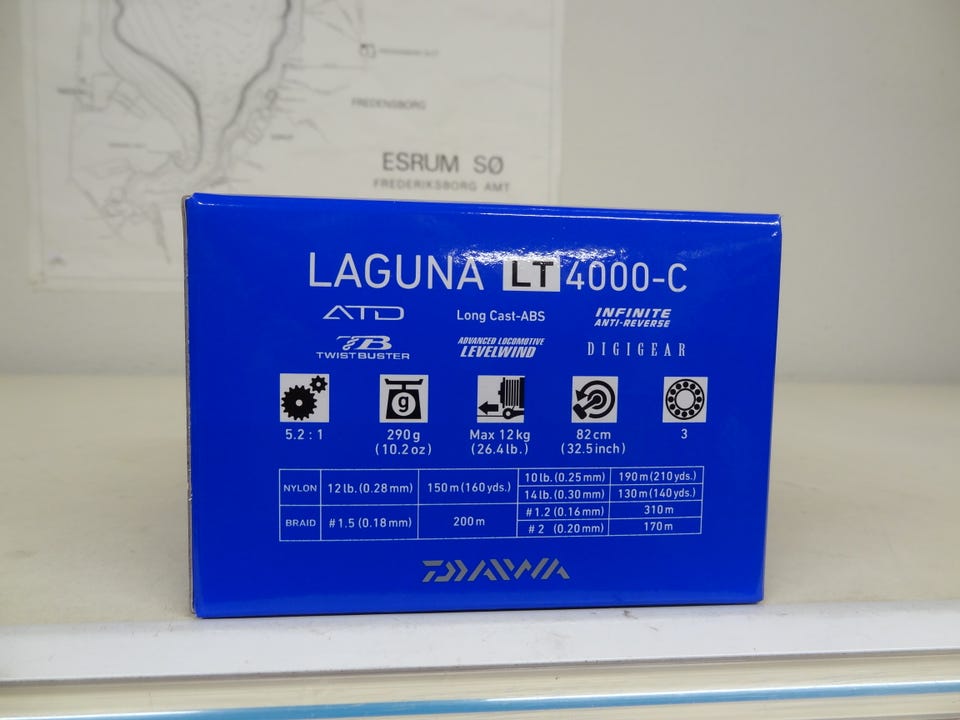 FREDENSBORG
ESRUM SØ
FREDERIKSBORG AMT
LAGUNA LT 4000-C
ATD Long Cast-ABS INFINITE ANTI-REVERSE
TB TWISTBUSTER ADVANCED LOCOMOTIVE LEVELWIND DIGIGEAR
g
5.2 : 1 290g Max 12kg 82cm 3
(10.2oz) (26.4lb.) (32.5inch)
NYLON 12lb. (0.28mm) 150m (160yds.) 10lb. (0.25mm) 190m (210yds.)
14lb. (0.30mm) 130m (140yds.)
BRAID #1.5 (0.18mm) 200m #1.2 (0.16mm) 310m
#2 (0.20mm) 170m
DAIWA